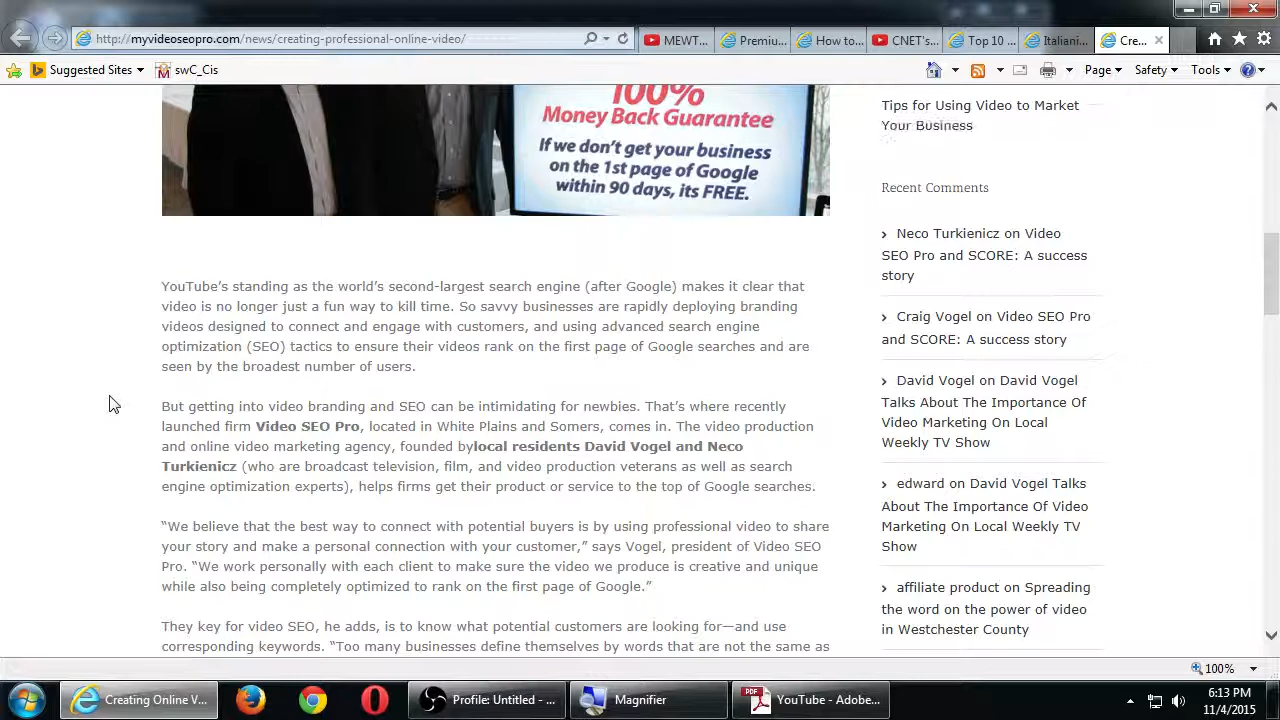 http://myvideoseopro.com/news/creating-professional-online-video/
MEWT...
Premiu...
How to...
CNET's...
Top 10 ...
Italiani...
Cre...
Suggested Sites
swC_Cis
Page
Safety
Tools
100%
Money Back Guarantee
If we don't get your business
on the 1st page of Google
within 90 days, its FREE.
YouTube’s standing as the world’s second-largest search engine (after Google) makes it clear that
video is no longer just a fun way to kill time. So savvy businesses are rapidly deploying branding
videos designed to connect and engage with customers, and using advanced search engine
optimization (SEO) tactics to ensure their videos rank on the first page of Google searches and are
seen by the broadest number of users.
But getting into video branding and SEO can be intimidating for newbies. That’s where recently
launched firm Video SEO Pro, located in White Plains and Somers, comes in. The video production
and online video marketing agency, founded bylocal residents David Vogel and Neco
Turkienicz (who are broadcast television, film, and video production veterans as well as search
engine optimization experts), helps firms get their product or service to the top of Google searches.
“We believe that the best way to connect with potential buyers is by using professional video to share
your story and make a personal connection with your customer,” says Vogel, president of Video SEO
Pro. “We work personally with each client to make sure the video we produce is creative and unique
while also being completely optimized to rank on the first page of Google.”
They key for video SEO, he adds, is to know what potential customers are looking for—and use
corresponding keywords. “Too many businesses define themselves by words that are not the same as
Tips for Using Video to Market
Your Business
Recent Comments
Neco Turkienicz on Video
SEO Pro and SCORE: A success
story
Craig Vogel on Video SEO Pro
and SCORE: A success story
David Vogel on David Vogel
Talks About The Importance Of
Video Marketing On Local
Weekly TV Show
edward on David Vogel Talks
About The Importance Of Video
Marketing On Local Weekly TV
Show
affiliate product on Spreading
the word on the power of video
in Westchester County
100%
Creating Online V...
Profile: Untitled - ...
Magnifier
PDF
YouTube - Adobe...
6:13 PM
11/4/2015